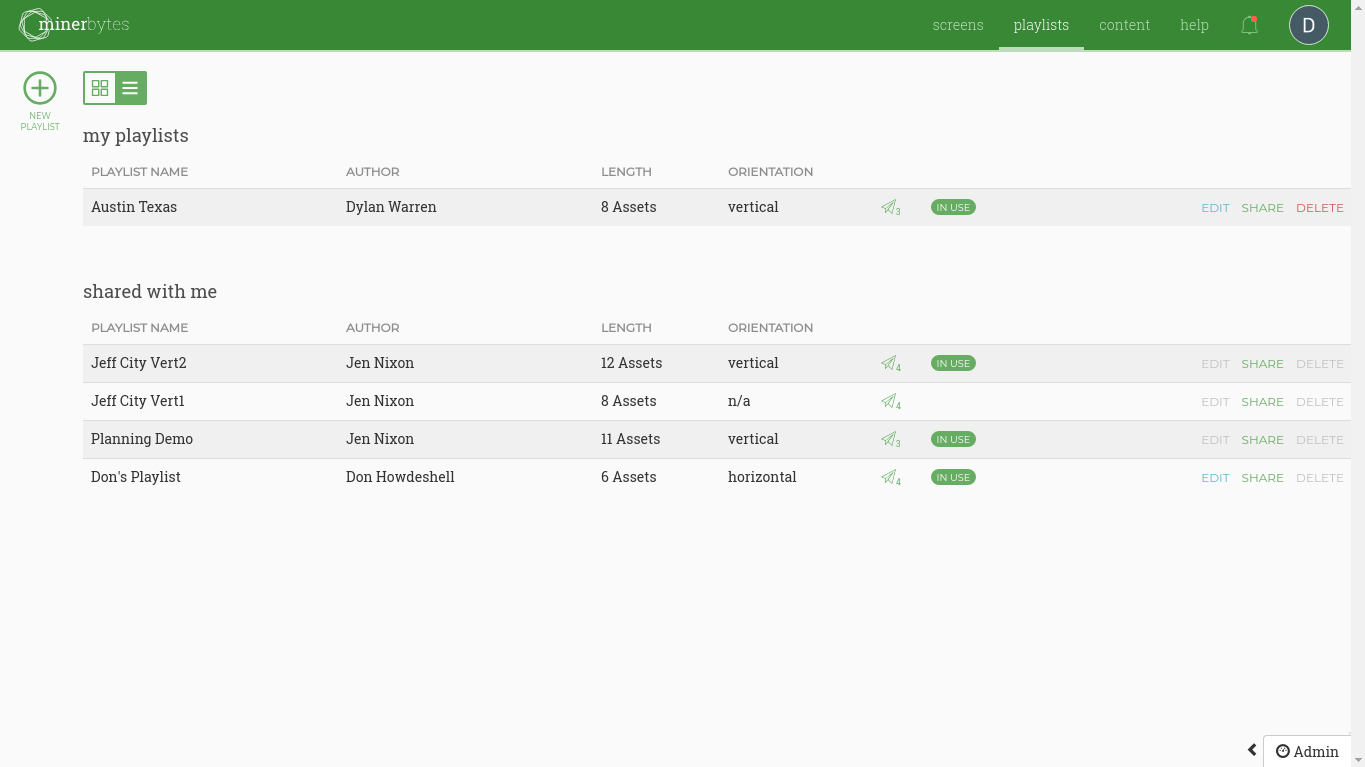 minerbytes
screens playlists content help D
NEW
PLAYLIST
my playlists
PLAYLIST NAME AUTHOR LENGTH ORIENTATION
Austin Texas Dylan Warren 8 Assets vertical 3 IN USE EDIT SHARE DELETE
shared with me
PLAYLIST NAME AUTHOR LENGTH ORIENTATION
Jeff City Vert2 Jen Nixon 12 Assets vertical 4 IN USE EDIT SHARE DELETE
Jeff City Vert1 Jen Nixon 8 Assets n/a 4 EDIT SHARE DELETE
Planning Demo Jen Nixon 11 Assets vertical 3 IN USE EDIT SHARE DELETE
Don's Playlist Don Howdeshell 6 Assets horizontal 4 IN USE EDIT SHARE DELETE
Admin